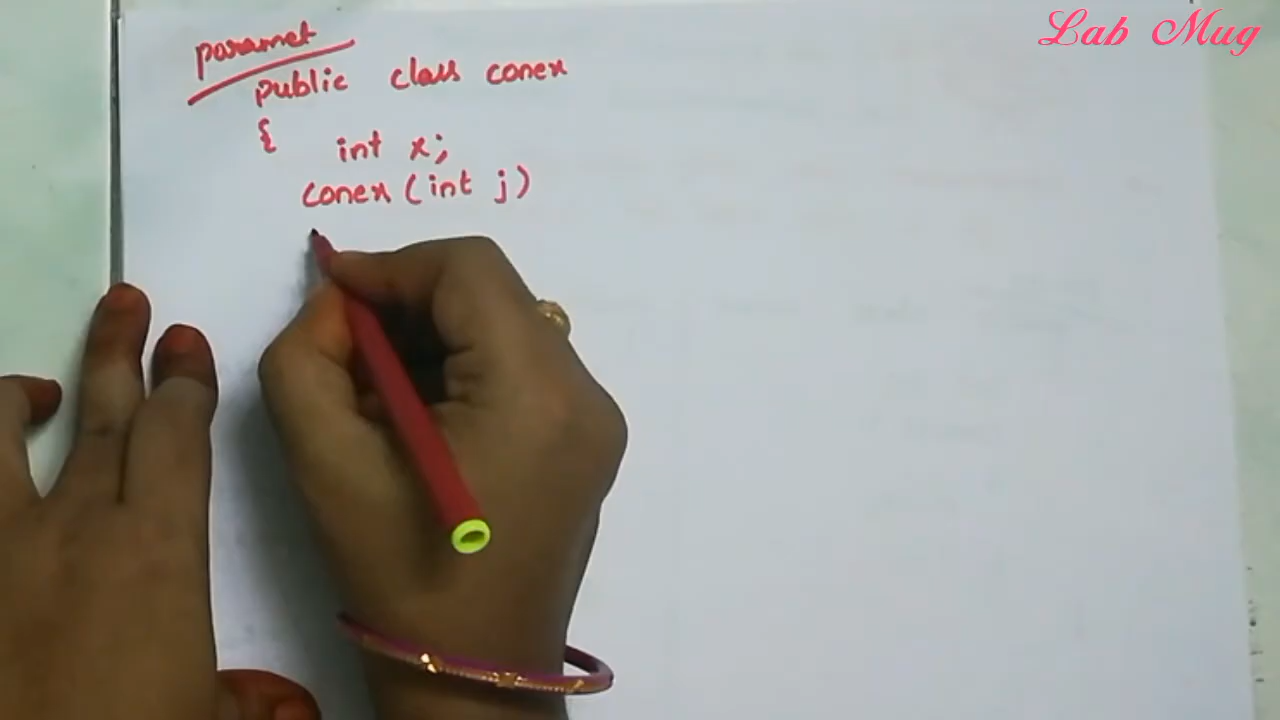 Lab Mug
paramet
public class conex
{ int x;
conex (int j)